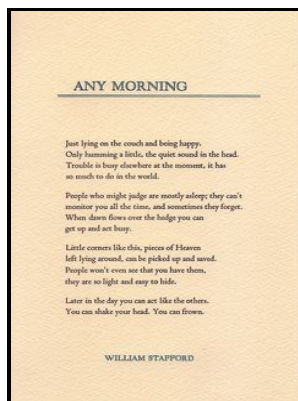 ANY MORNING
Just lying on the couch and being happy.
Only humming a little, the quiet sound in the head.
Trouble is busy elsewhere at the moment, it has
so much to do in the world.
People who might judge are mostly asleep; they can't
monitor you all the time, and sometimes they forget.
When dawn flows over the hedge you can
get up and act busy.
Little corners like this, pieces of Heaven
left lying around, can be picked up and saved.
People won't even see that you have them,
they are so light and easy to hide.
Later in the day you can act like the others.
You can shake your head. You can frown.
WILLIAM STAFFORD